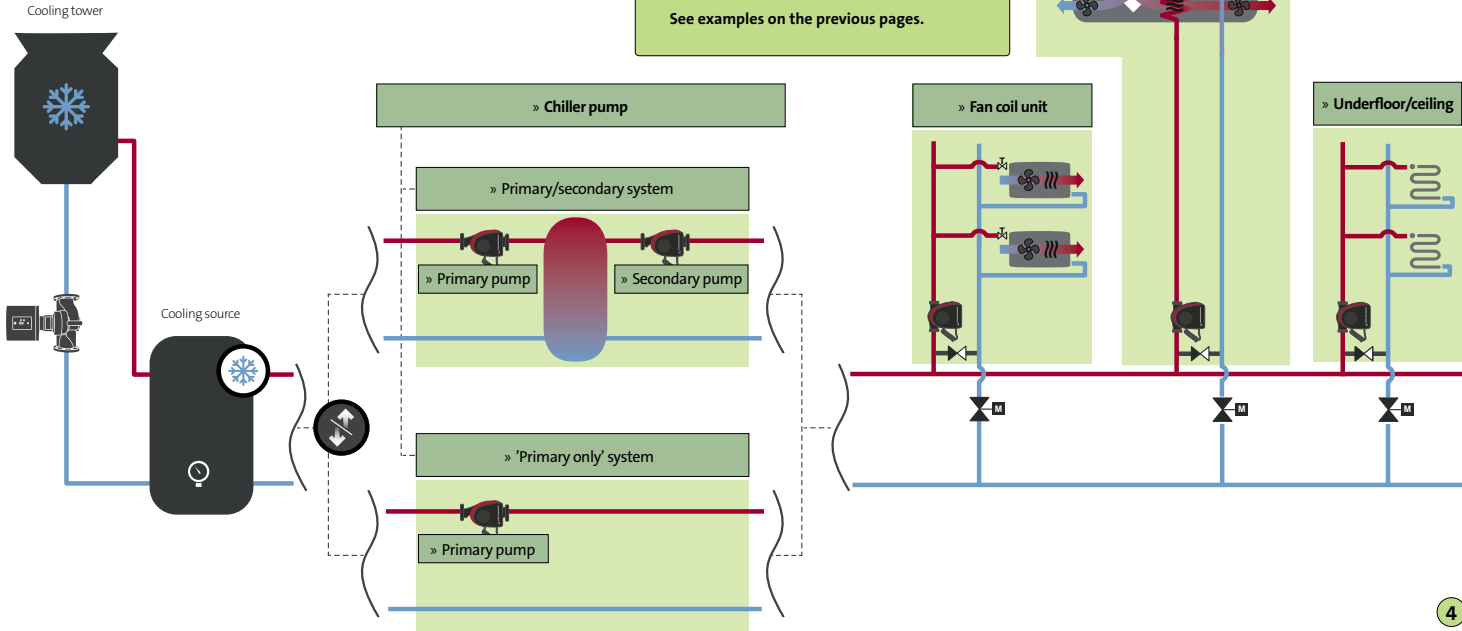 Cooling tower
See examples on the previous pages.
» Chiller pump
» Fan coil unit
» Underfloor/ceiling
» Primary/secondary system
» Primary pump
» Secondary pump
Cooling source
M
M
M
» 'Primary only' system
» Primary pump
4